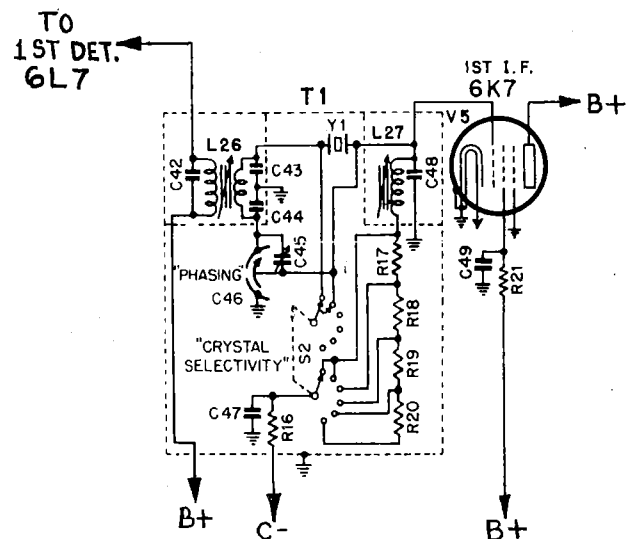 TO
1ST DET.
6L7
1ST I.F.
6K7
B+
T1
V5
Y1
L26
L27
C42
C43
C48
C44
C45
"PHASING"
C46
R17
C49
R21
R18
S2
"CRYSTAL
SELECTIVITY"
R19
R20
C47
R16
B+
C-
B+